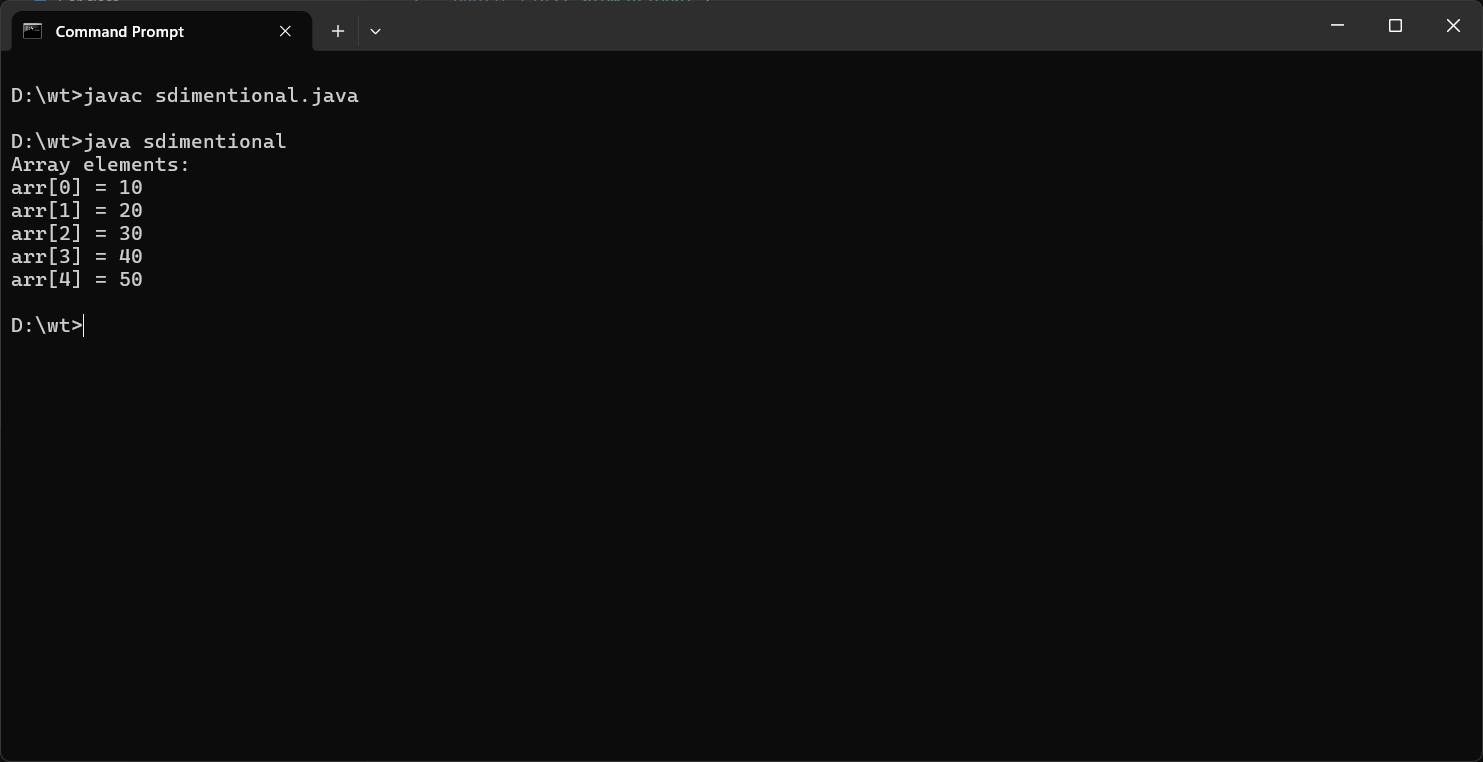 Command Prompt
D:\wt>javac sdimentional.java
D:\wt>java sdimentional
Array elements:
arr[0] = 10
arr[1] = 20
arr[2] = 30
arr[3] = 40
arr[4] = 50
D:\wt>